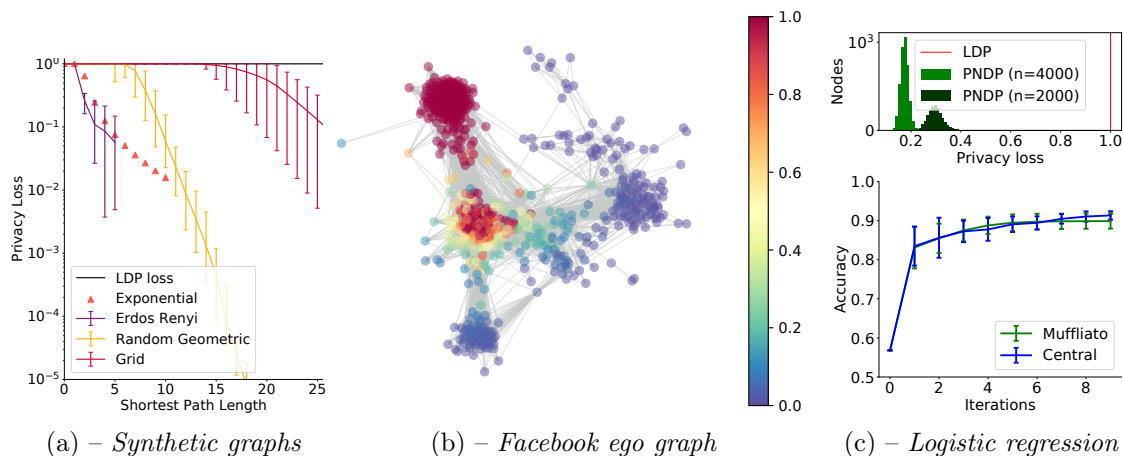 Privacy Loss
10⁰
10⁻¹
10⁻²
10⁻³
10⁻⁴
10⁻⁵
LDP loss
Exponential
Erdos Renyi
Random Geometric
Grid
0 5 10 15 20 25
Shortest Path Length
(a) – Synthetic graphs
1.0
0.8
0.6
0.4
0.2
0.0
(b) – Facebook ego graph
Nodes
10³
0
LDP
PNDP (n=4000)
PNDP (n=2000)
0.2 0.4 0.6 0.8 1.0
Privacy loss
Accuracy
1.0
0.9
0.8
0.7
0.6
0.5
Muffliato
Central
0 2 4 6 8
Iterations
(c) – Logistic regression